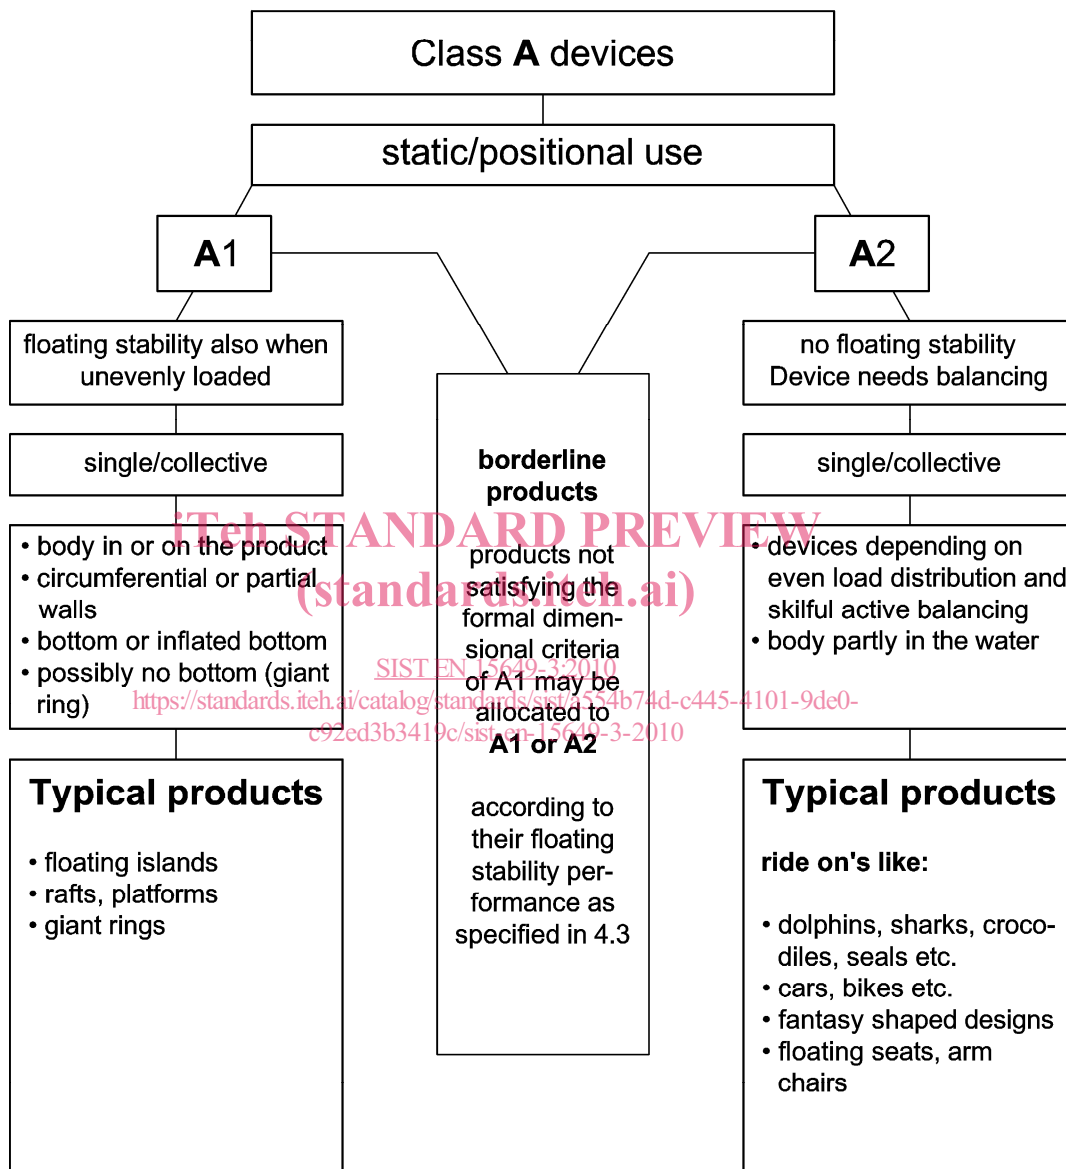 Class A devices
static/positional use
A1
A2
floating stability also when
unevenly loaded
single/collective
• body in or on the product
• circumferential or partial
walls
• bottom or inflated bottom
• possibly no bottom (giant
ring)
Typical products
• floating islands
• rafts, platforms
• giant rings
borderline
products
products not
satisfying the
formal dimen-
sional criteria
of A1 may be
allocated to
A1 or A2
according to
their floating
stability per-
formance as
specified in 4.3
no floating stability
Device needs balancing
single/collective
• devices depending on
even load distribution and
skilful active balancing
• body partly in the water
Typical products
ride on's like:
• dolphins, sharks, croco-
diles, seals etc.
• cars, bikes etc.
• fantasy shaped designs
• floating seats, arm
chairs
iTeh STANDARD PREVIEW
(standards.iteh.ai)
SIST EN 15649-3:2010
https://standards.iteh.ai/catalog/standards/sist/a554b74d-c445-4101-9de0-
c92ed3b3419c/sist-en-15649-3-2010